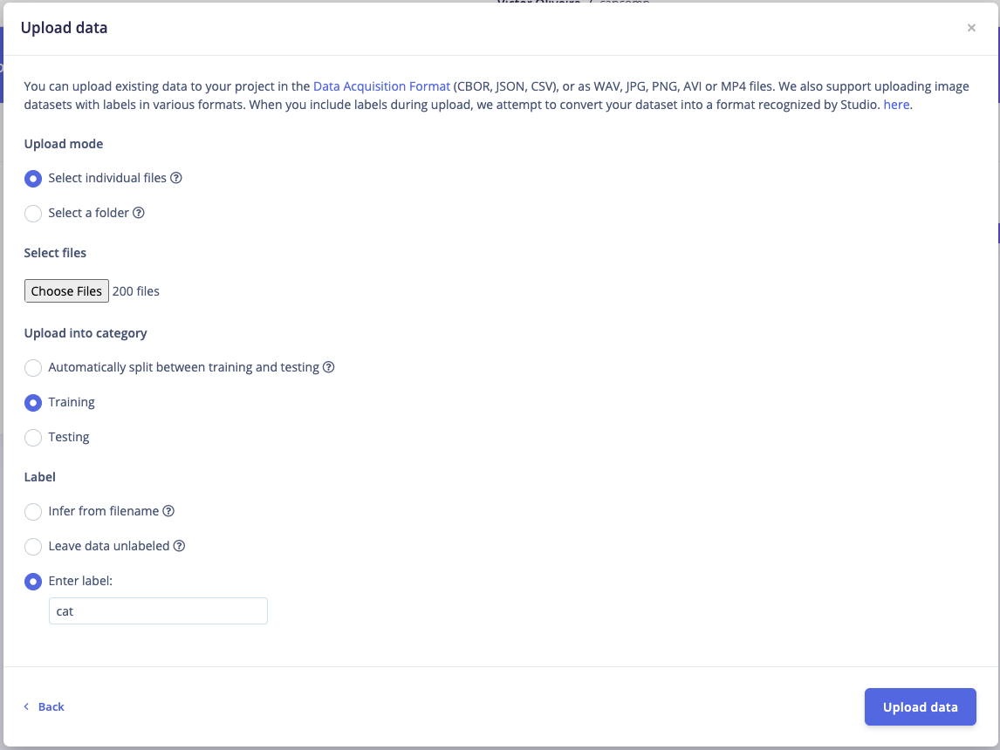 Upload data
×
You can upload existing data to your project in the Data Acquisition Format (CBOR, JSON, CSV), or as WAV, JPG, PNG, AVI or MP4 files. We also support uploading image
datasets with labels in various formats. When you include labels during upload, we attempt to convert your dataset into a format recognized by Studio. here.
Upload mode
Select individual files ?
Select a folder ?
Select files
Choose Files 200 files
Upload into category
Automatically split between training and testing ?
Training
Testing
Label
Infer from filename ?
Leave data unlabeled ?
Enter label:
cat
Back
Upload data